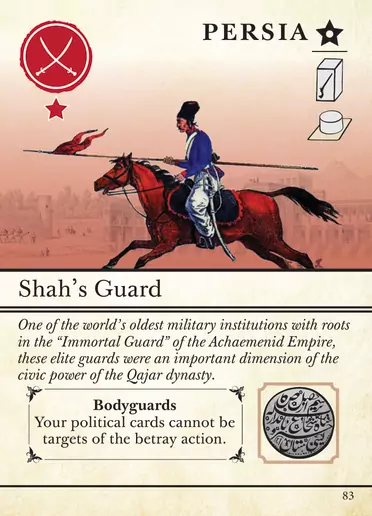 PERSIA
Shah's Guard
One of the world's oldest military institutions with roots
in the “Immortal Guard” of the Achaemenid Empire,
these elite guards were an important dimension of the
civic power of the Qajar dynasty.
Bodyguards
Your political cards cannot be
targets of the betray action.
83